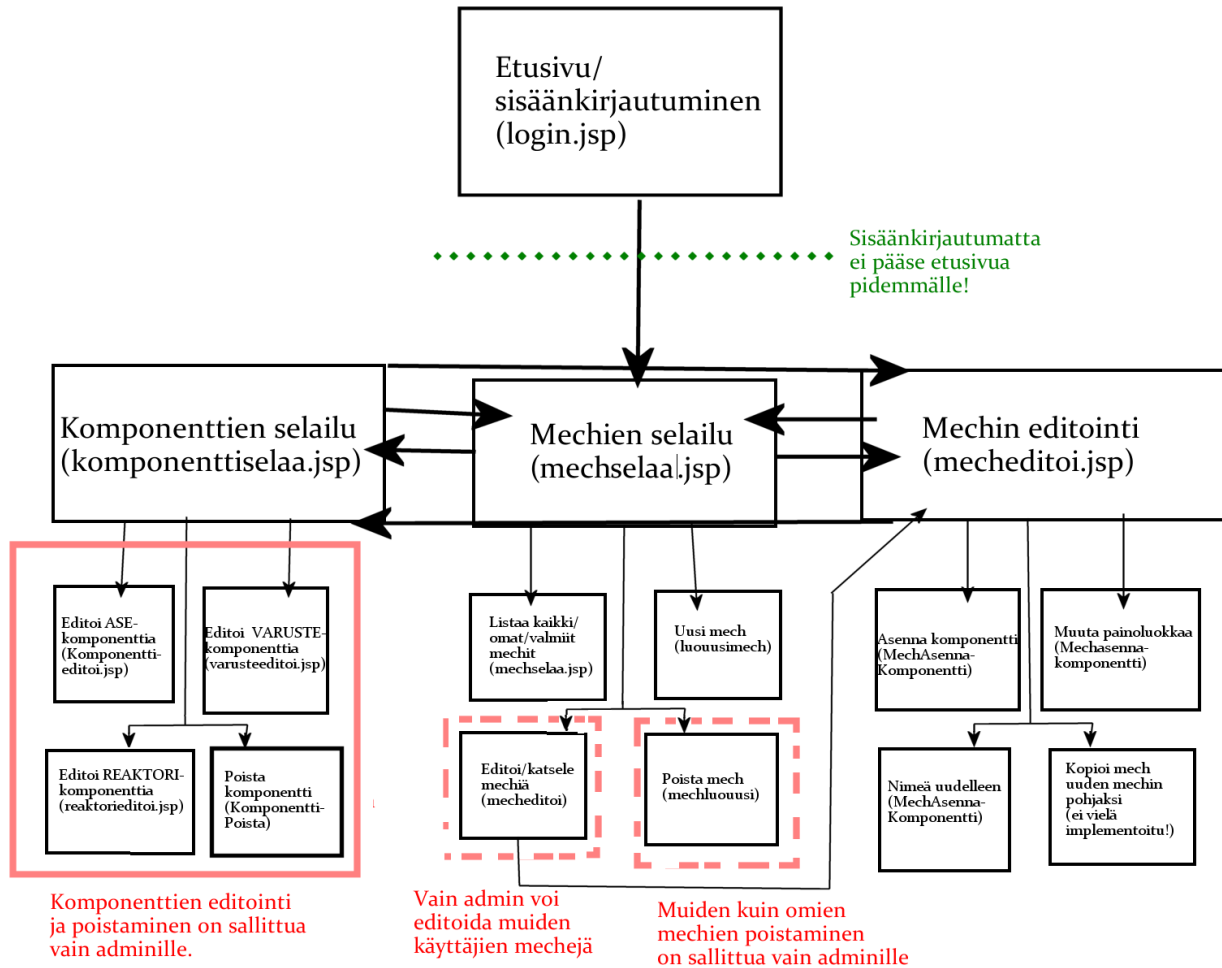 Etusivu/
sisäänkirjautuminen
(login.jsp)
Sisäänkirjautumatta
ei pääse etusivua
pidemmälle!
Komponenttien selailu
(komponenttiselaa.jsp)
Mechien selailu
(mechselaa.jsp)
Mechin editointi
(mecheditoi.jsp)
Editoi ASE-
komponenttia
(Komponentti-
editoi.jsp)
Editoi VARUSTE-
komponenttia
(varusteeditoi.jsp)
Editoi REAKTORI-
komponenttia
(reaktorieditoi.jsp)
Poista
komponentti
(Komponentti-
Poista)
Komponenttien editointi
ja poistaminen on sallittua
vain adminille.
Listaa kaikki/
omat/valmiit
mechit
(mechselaa.jsp)
Uusi mech
(luouusimech)
Editoi/katsele
mechiä
(mecheditoi)
Poista mech
(mechluouusi)
Vain admin voi
editoida muiden
käyttäjien mechejä
Muiden kuin omien
mechien poistaminen
on sallittua vain adminille
Asenna komponentti
(MechAsenna-
Komponentti)
Muuta painoluokkaa
(Mechasenna-
komponentti)
Nimeä uudelleen
(MechAsenna-
Komponentti)
Kopioi mech
uuden mechin
pohjaksi
(ei vielä
implementoitu!)